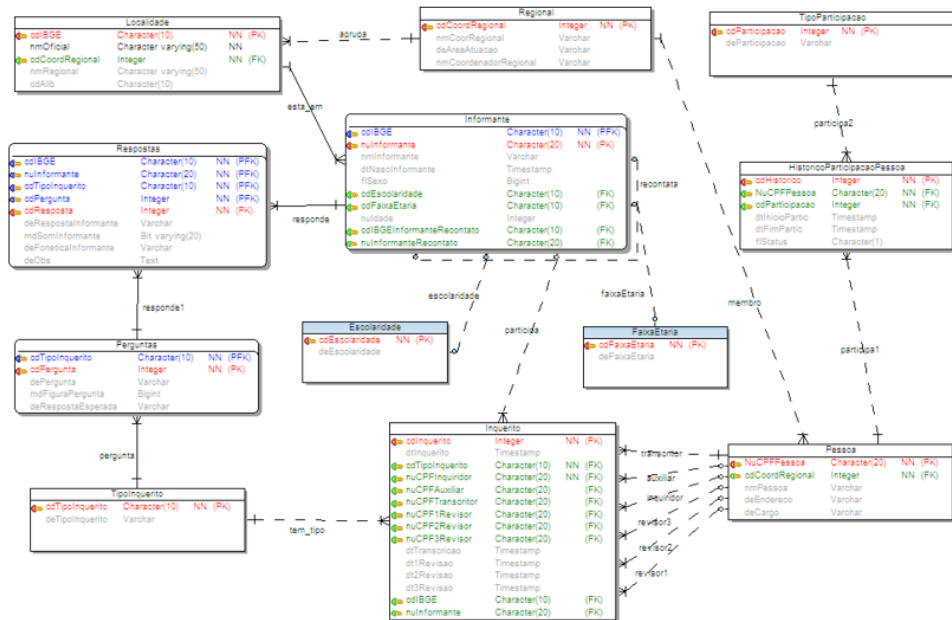 Localidade
cdIBGE Character(10) NN (PK)
nmOficial Character varying(50) NN
cdCoordRegional Integer NN (FK)
nmRegional Character varying(50)
cdAlib Character(10)
agrupa
Regional
cdCoordRegional Integer NN (PK)
nmCoorRegional Varchar
deAreaAtuacao Varchar
nmCoordenadorRegional Varchar
TipoParticipacao
cdParticipacao Integer NN (PK)
deParticipacao Varchar
esta_em
participa2
Informante
cdIBGE Character(10) NN (PFK)
nuInformante Character(20) NN (PK)
nmInformante Varchar
dtNascInformante Timestamp
flSexo Bigint
cdEscolaridade Character(10) (FK)
cdFaixaEtaria Character(10) (FK)
nuIdade Integer
cdIBGEInformanteRecontato Character(10) (FK)
nuInformanteRecontato Character(20) (FK)
recontata
Respostas
cdIBGE Character(10) NN (PFK)
nuInformante Character(20) NN (PFK)
cdTipoInquerito Character(10) NN (PFK)
cdPergunta Integer NN (PFK)
cdResposta Integer NN (PK)
deRespostaInformante Varchar
mdSomInformante Bit varying(20)
deFoneticaInformante Varchar
deObs Text
responde
HistoricoParticipacaoPessoa
cdHistorico Integer NN (PK)
NuCPFPessoa Character(20) NN (FK)
cdParticipacao Integer NN (FK)
dtInicioPartic Timestamp
dtFimPartic Timestamp
flStatus Character(1)
escolaridade
faixaEtaria
membro
responde1
participa
participa1
Escolaridade
cdEscolaridade NN (PK)
deEscolaridade
FaixaEtaria
cdFaixaEtaria NN (PK)
deFaixaEtaria
Perguntas
cdTipoInquerito Character(10) NN (PFK)
cdPergunta Integer NN (PK)
dePergunta Varchar
mdFiguraPergunta Bigint
deRespostaEsperada Varchar
pergunta
Inquerito
cdInquerito Integer NN (PK)
dtInquerito Timestamp
cdTipoInquerito Character(10) NN (FK)
nuCPFInquiridor Character(20) NN (FK)
nuCPFAuxiliar Character(20) (FK)
nuCPFTranscritor Character(20) (FK)
nuCPF1Revisor Character(20) (FK)
nuCPF2Revisor Character(20) (FK)
nuCPF3Revisor Character(20) (FK)
dtTranscricao Timestamp
dt1Revisao Timestamp
dt2Revisao Timestamp
dt3Revisao Timestamp
cdIBGE Character(10) (FK)
nuInformante Character(20) (FK)
auxiliar
inquiridor
revisor3
revisor2
revisor1
Pessoa
NuCPFPessoa Character(20) NN (PK)
cdCoordRegional Integer NN (FK)
nmPessoa Varchar
deEndereco Varchar
deCargo Varchar
TipoInquerito
cdTipoInquerito Character(10) NN (PK)
deTipoInquerito Varchar
tem_tipo